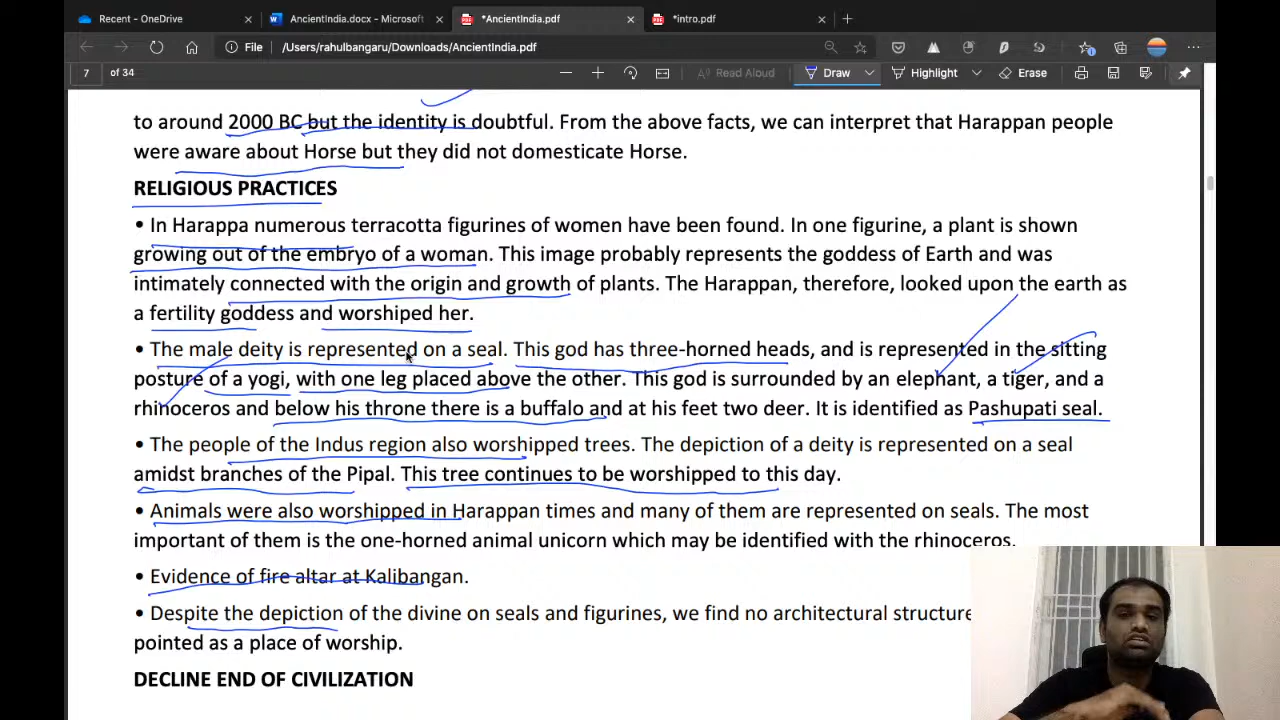 Recent - OneDrive
AncientIndia.docx - Microsoft
*AncientIndia.pdf
*intro.pdf
File
/Users/rahulbangaru/Downloads/AncientIndia.pdf
7 of 34
Read Aloud
Draw
Highlight
Erase
to around 2000 BC but the identity is doubtful. From the above facts, we can interpret that Harappan people
were aware about Horse but they did not domesticate Horse.
RELIGIOUS PRACTICES
• In Harappa numerous terracotta figurines of women have been found. In one figurine, a plant is shown
growing out of the embryo of a woman. This image probably represents the goddess of Earth and was
intimately connected with the origin and growth of plants. The Harappan, therefore, looked upon the earth as
a fertility goddess and worshiped her.
• The male deity is represented on a seal. This god has three-horned heads, and is represented in the sitting
posture of a yogi, with one leg placed above the other. This god is surrounded by an elephant, a tiger, and a
rhinoceros and below his throne there is a buffalo and at his feet two deer. It is identified as Pashupati seal.
• The people of the Indus region also worshipped trees. The depiction of a deity is represented on a seal
amidst branches of the Pipal. This tree continues to be worshipped to this day.
• Animals were also worshipped in Harappan times and many of them are represented on seals. The most
important of them is the one-horned animal unicorn which may be identified with the rhinoceros.
• Evidence of fire altar at Kalibangan.
• Despite the depiction of the divine on seals and figurines, we find no architectural structure
pointed as a place of worship.
DECLINE END OF CIVILIZATION